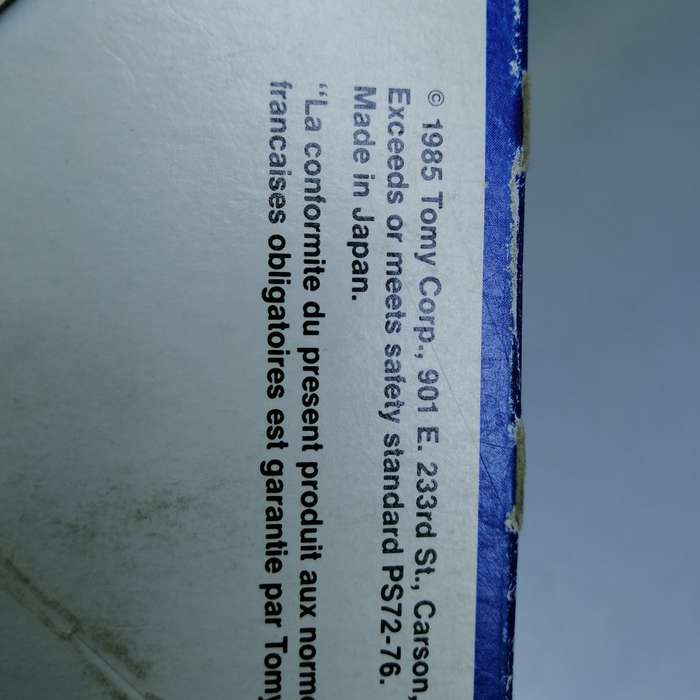 © 1985 Tomy Corp., 901 E. 233rd St., Carson,
Exceeds or meets safety standard PS72-76.
Made in Japan.
"La conformite du present produit aux norme
francaises obligatoires est garantie par Tomy